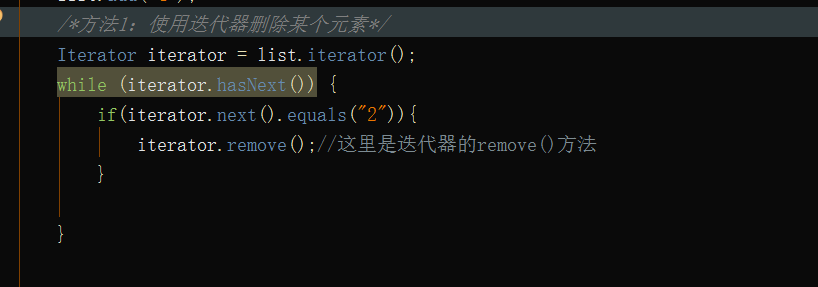 /*方法1：使用迭代器删除某个元素*/
Iterator iterator = list.iterator();
while (iterator.hasNext()) {
if(iterator.next().equals("2")){
iterator.remove();//这里是迭代器的remove()方法
}
}